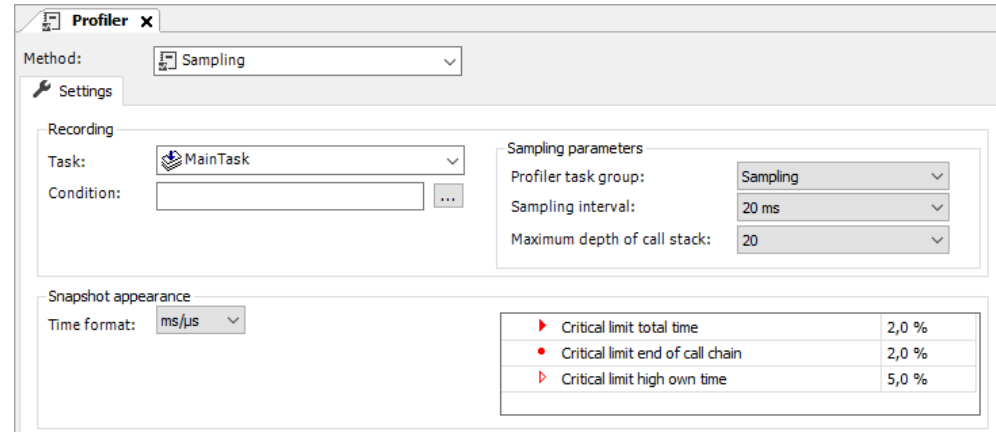 Profiler
Method: Sampling
Settings
Recording
Task: MainTask
Condition: ...
Sampling parameters
Profiler task group: Sampling
Sampling interval: 20 ms
Maximum depth of call stack: 20
Snapshot appearance
Time format: ms/µs
Critical limit total time 2,0 %
Critical limit end of call chain 2,0 %
Critical limit high own time 5,0 %